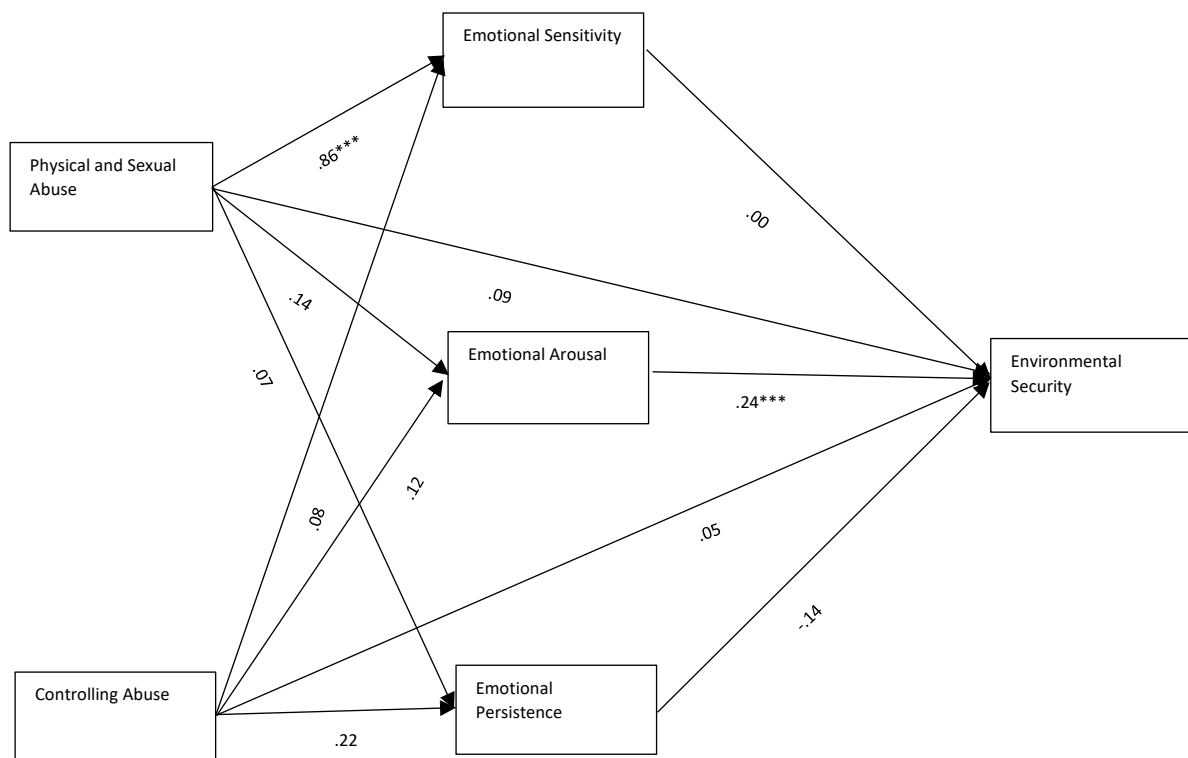 Emotional Sensitivity
.86***
Physical and Sexual
Abuse
.00
.09
.14
Emotional Arousal
Environmental
Security
.07
.24***
.12
.08
.05
-.14
Controlling Abuse
Emotional
Persistence
.22